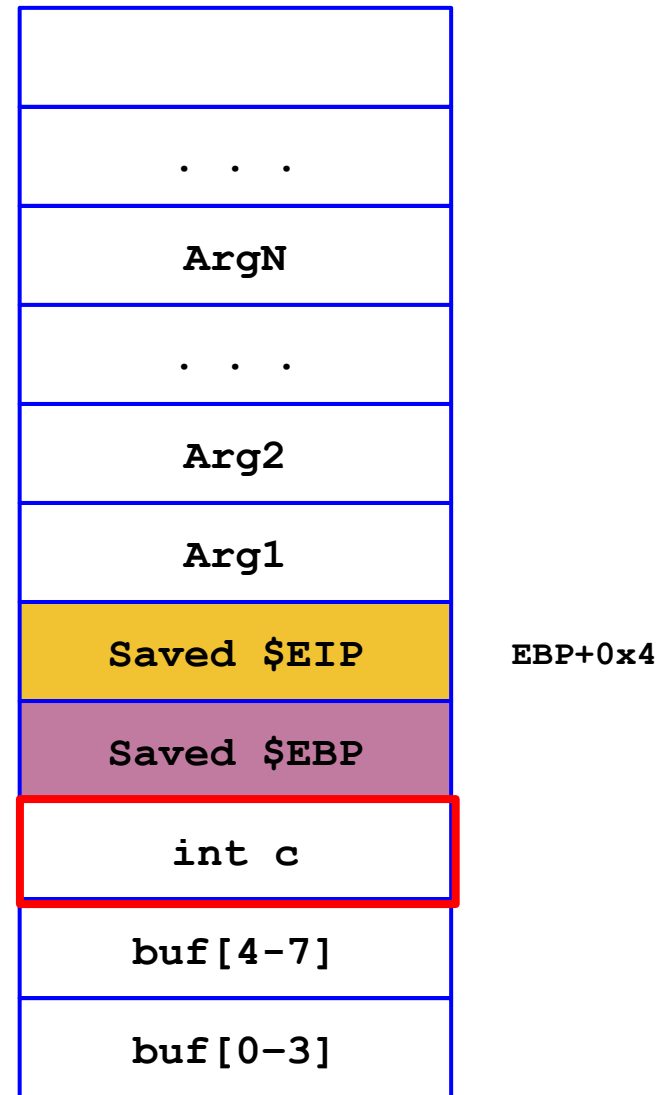 . . .
ArgN
. . .
Arg2
Arg1
Saved $EIP
EBP+0x4
Saved $EBP
int c
buf[4-7]
buf[0–3]